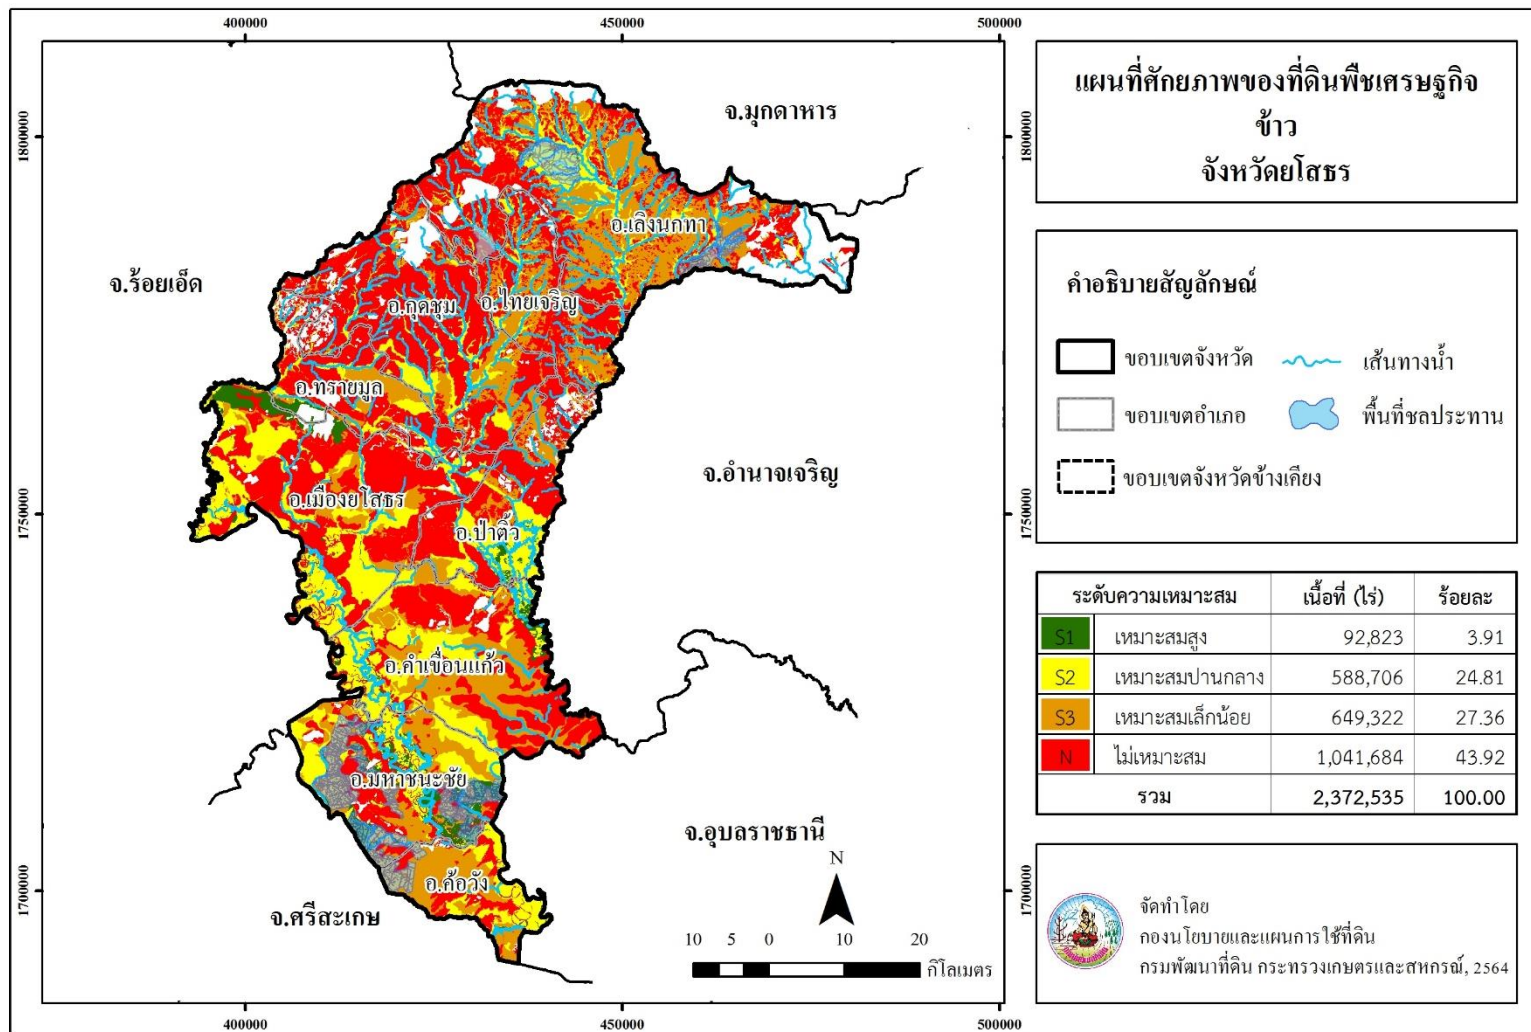 400000
450000
500000
1800000
1750000
1700000
จ.มุกดาหาร
จ.ร้อยเอ็ด
อ.เลิงนกทา
อ.กุดชุม
อ.ไทยเจริญ
อ.ทรายมูล
จ.อำนาจเจริญ
อ.เมืองยโสธร
อ.ป่าติ้ว
อ.คำเขื่อนแก้ว
อ.มหาชนะชัย
จ.อุบลราชธานี
อ.ค้อวัง
จ.ศรีสะเกษ
N
10 5 0 10 20
กิโลเมตร
1800000
1750000
1700000
400000
450000
500000
แผนที่ศักยภาพของที่ดินพืชเศรษฐกิจ
ข้าว
จังหวัดยโสธร
คำอธิบายสัญลักษณ์
ขอบเขตจังหวัด เส้นทางน้ำ
ขอบเขตอำเภอ พื้นที่ชลประทาน
ขอบเขตจังหวัดข้างเคียง
ระดับความเหมาะสม เนื้อที่ (ไร่) ร้อยละ
S1 เหมาะสมสูง 92,823 3.91
S2 เหมาะสมปานกลาง 588,706 24.81
S3 เหมาะสมเล็กน้อย 649,322 27.36
N ไม่เหมาะสม 1,041,684 43.92
รวม 2,372,535 100.00
จัดทำโดย
กองนโยบายและแผนการใช้ที่ดิน
กรมพัฒนาที่ดิน กระทรวงเกษตรและสหกรณ์, 2564